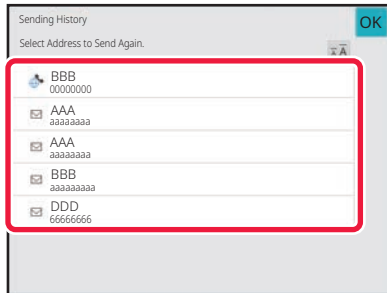 Sending History
OK
Select Address to Send Again.
A A
BBB
00000000
AAA
aaaaaaaa
AAA
aaaaaaaa
BBB
aaaaaaaaa
DDD
66666666